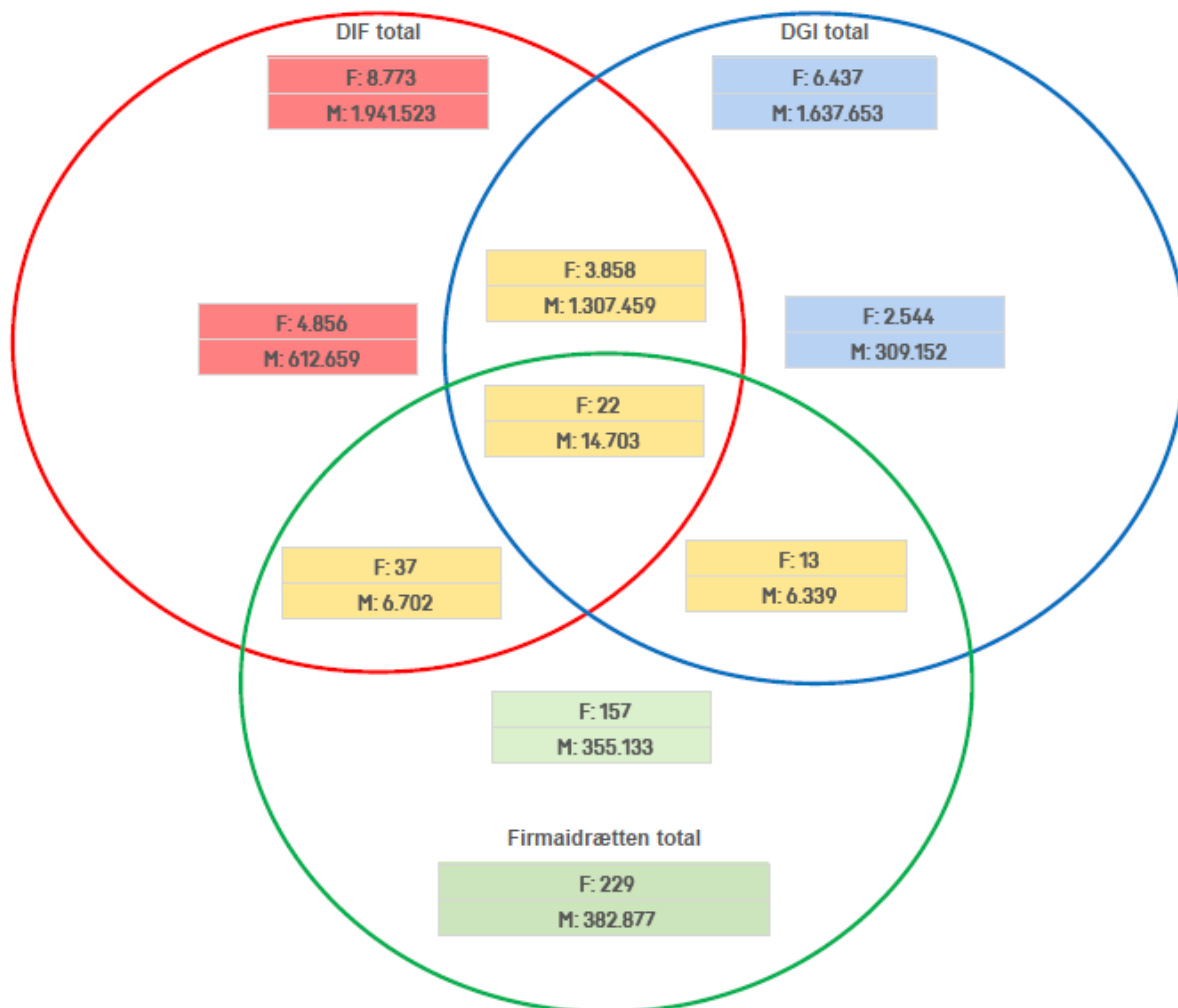 DIF total
F: 8.773
M: 1.941.523
DGI total
F: 6.437
M: 1.637.653
F: 3.858
M: 1.307.459
F: 4.856
M: 612.659
F: 2.544
M: 309.152
F: 22
M: 14.703
F: 37
M: 6.702
F: 13
M: 6.339
F: 157
M: 355.133
Firmaidrætten total
F: 229
M: 382.877